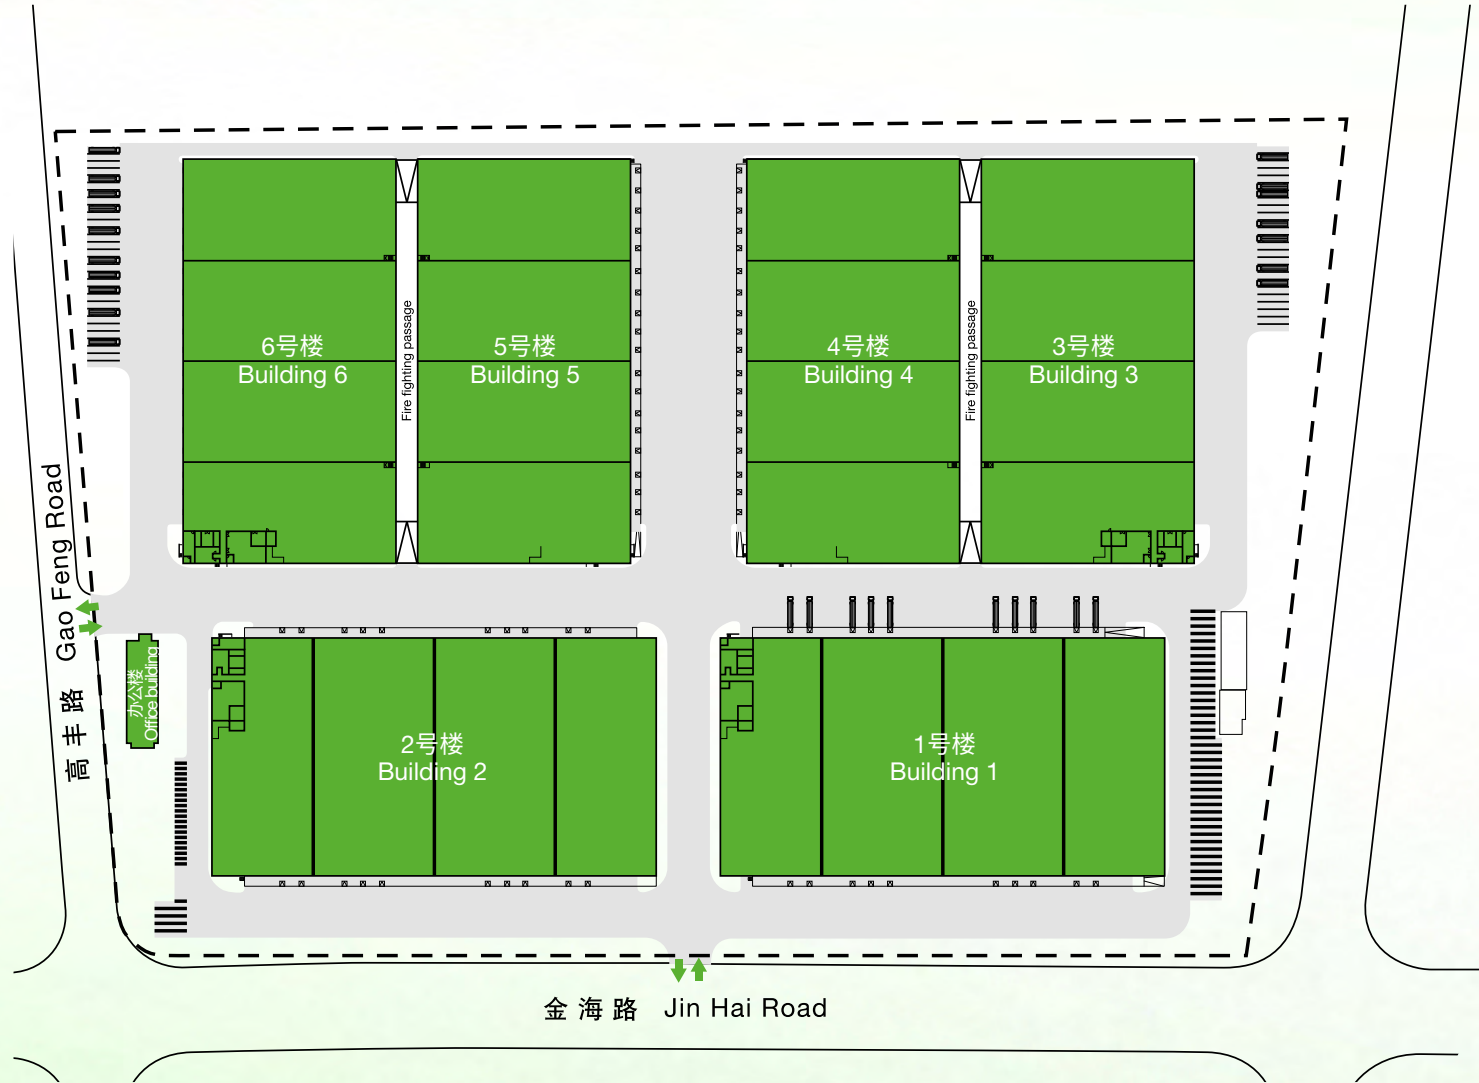 6号楼
Building 6
Fire fighting passage
5号楼
Building 5
4号楼
Building 4
Fire fighting passage
3号楼
Building 3
高丰路 Gao Feng Road
办公楼
Office building
2号楼
Building 2
1号楼
Building 1
金海路 Jin Hai Road